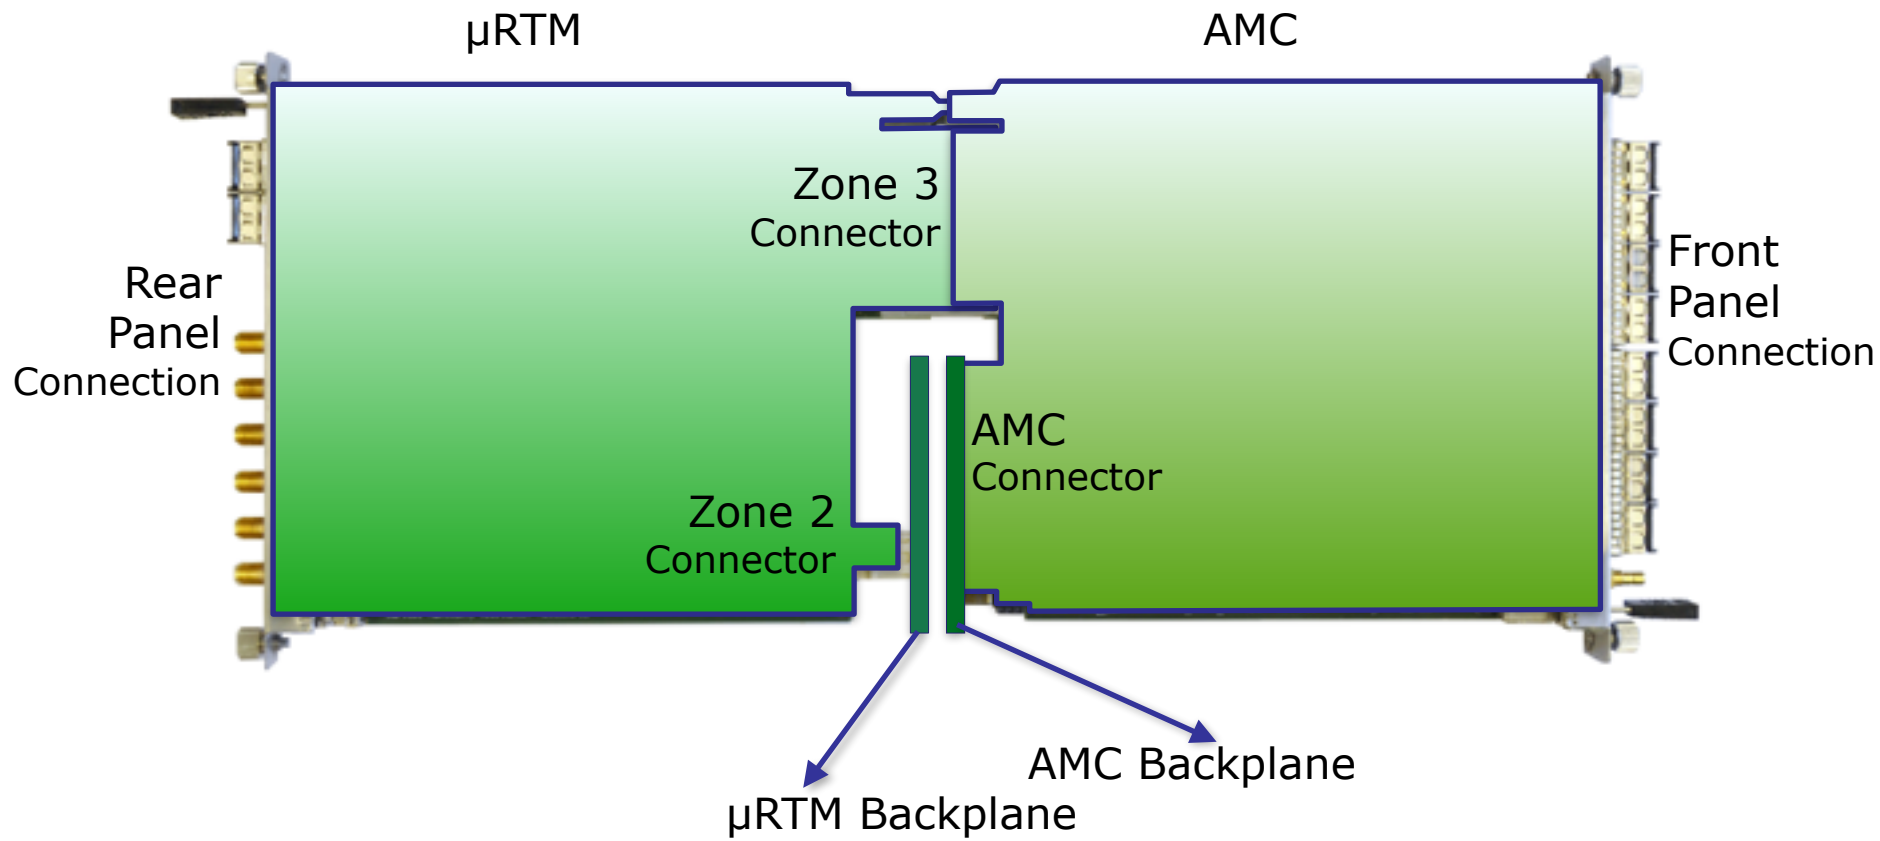 µRTM
AMC
Zone 3
Connector
Rear
Panel
Connection
Front
Panel
Connection
AMC
Connector
Zone 2
Connector
AMC Backplane
µRTM Backplane